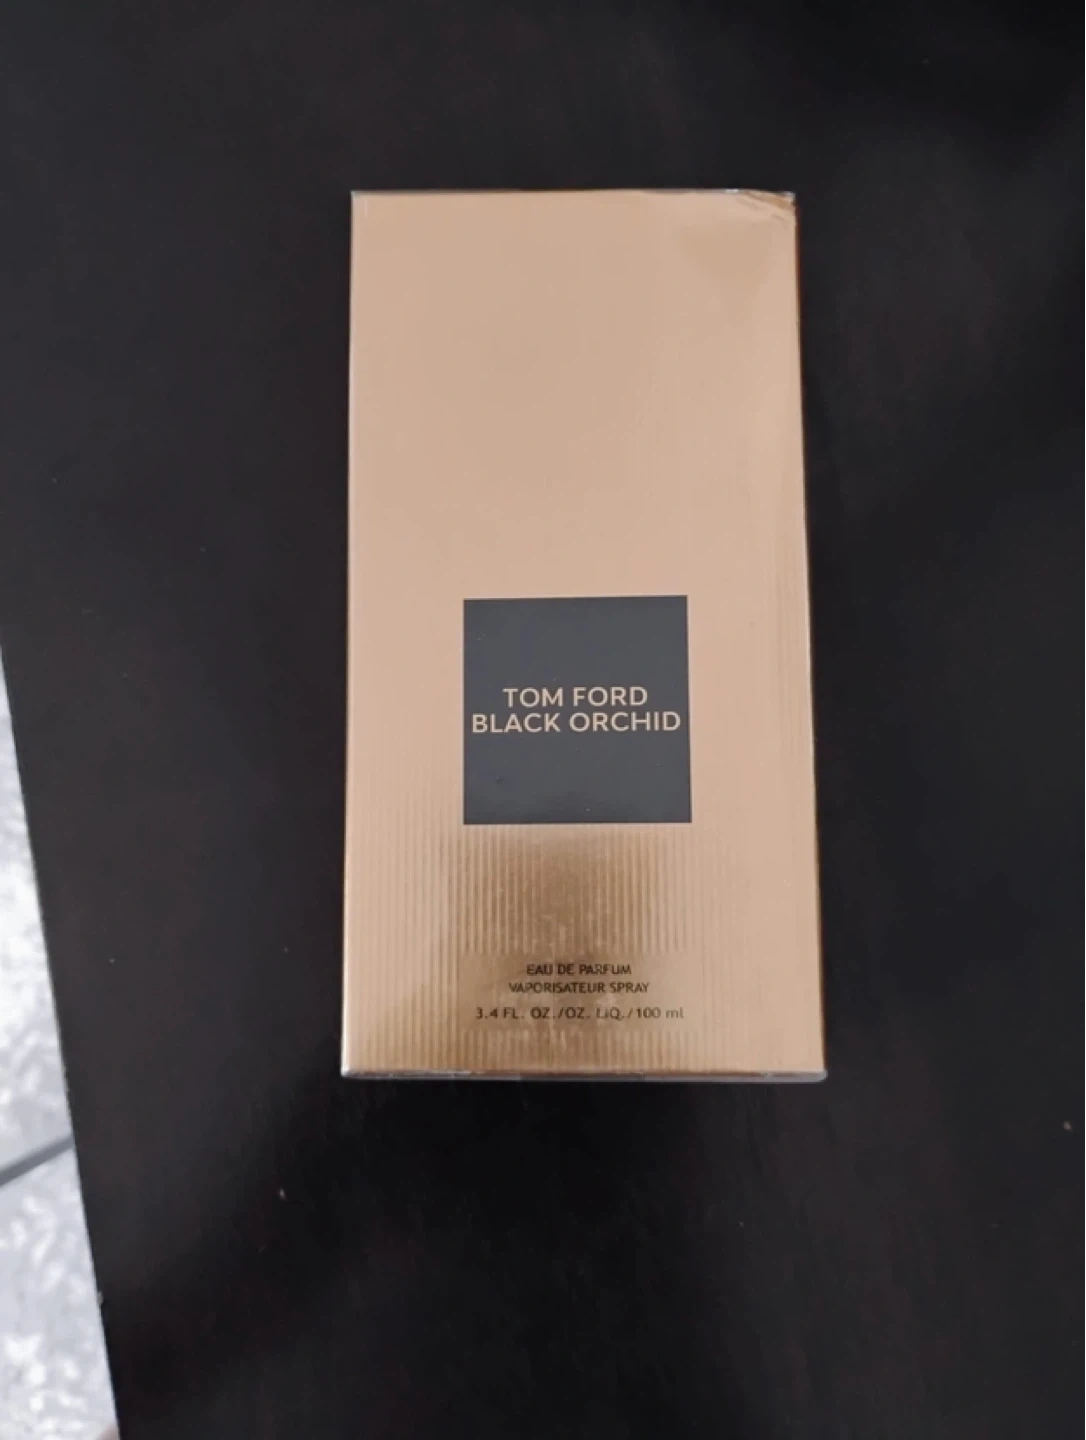 TOM FORD
BLACK ORCHID
EAU DE PARFUM
VAPORISATEUR SPRAY
3.4 FL. OZ./OZ. LIQ./100 ml